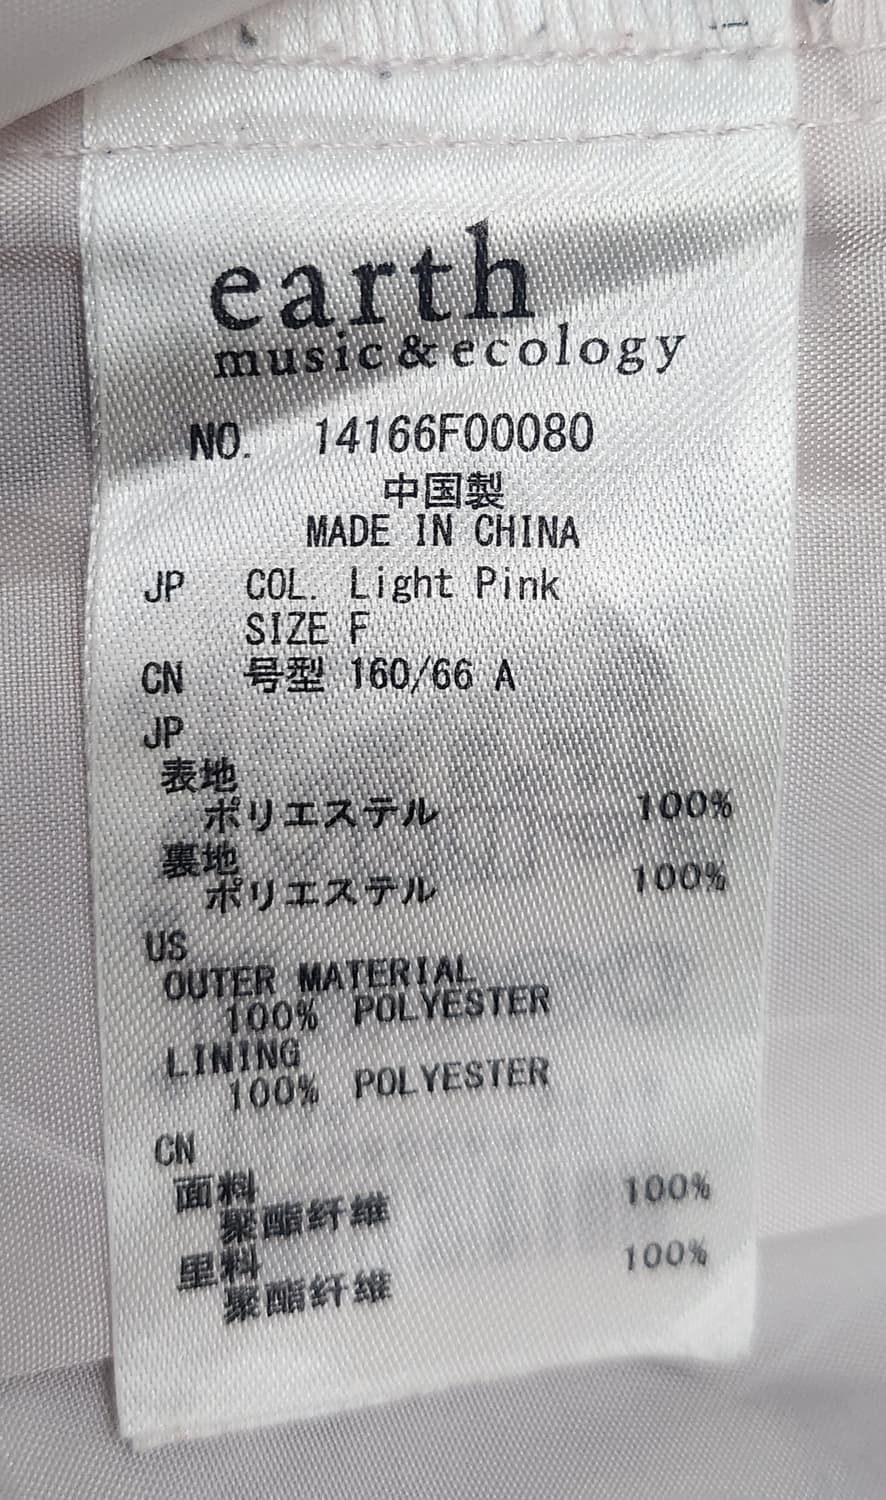 earth
music & ecology
NO. 14166F00080
中国製
MADE IN CHINA
JP COL. Light Pink
SIZE F
CN 号型 160/66 A
JP
表地
ポリエステル 100%
裏地
ポリエステル 100%
US
OUTER MATERIAL
100% POLYESTER
LINING
100% POLYESTER
CN
面料
聚酯纤维 100%
里料
聚酯纤维 100%